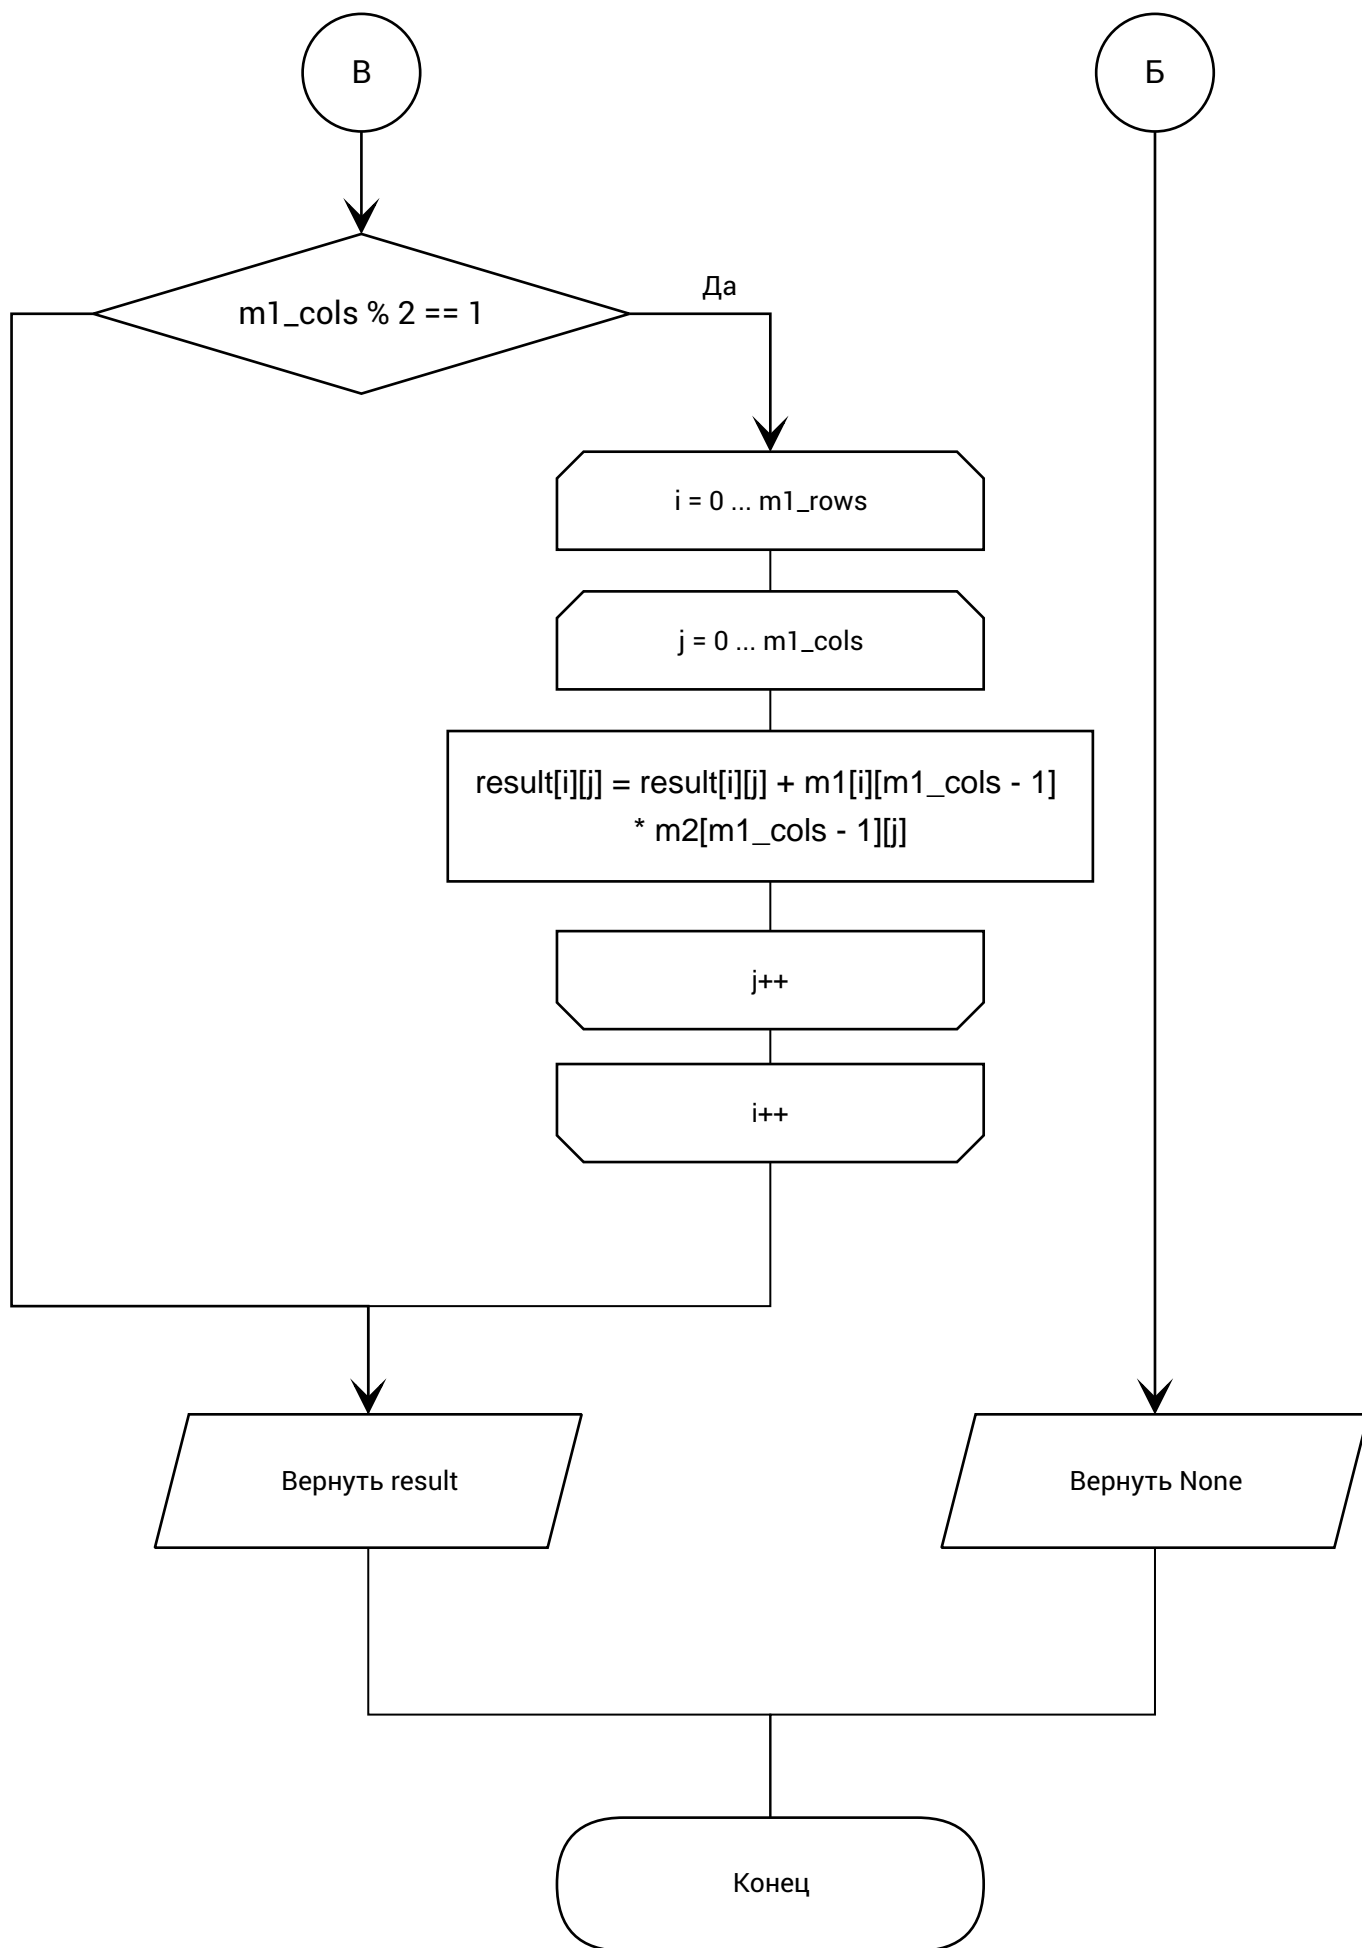 В
Б
m1_cols % 2 == 1
Да
i = 0 ... m1_rows
j = 0 ... m1_cols
result[i][j] = result[i][j] + m1[i][m1_cols - 1]
* m2[m1_cols - 1][j]
j++
i++
Вернуть result
Вернуть None
Конец